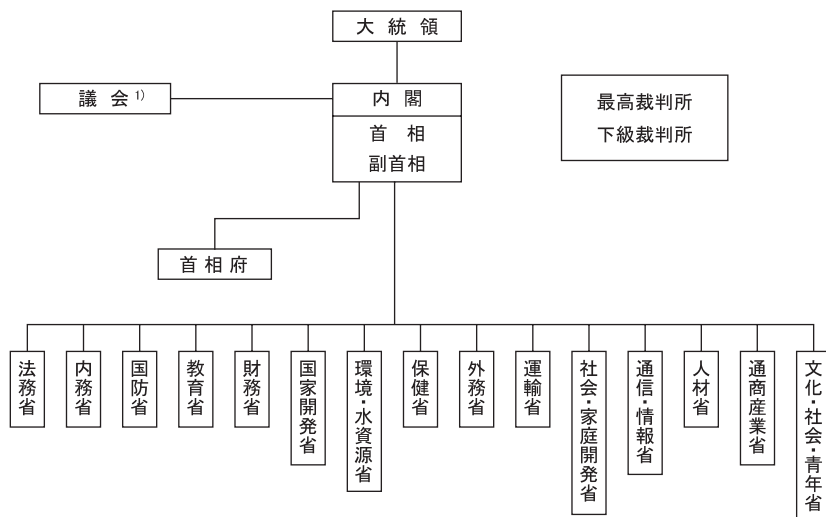 大統領
議会 1)
内閣
首相
副首相
最高裁判所
下級裁判所
首相府
法務省
内務省
国防省
教育省
財務省
国家開発省
環境・水資源省
保健省
外務省
運輸省
社会・家庭開発省
通信・情報省
人材省
通商産業省
文化・社会・青年省